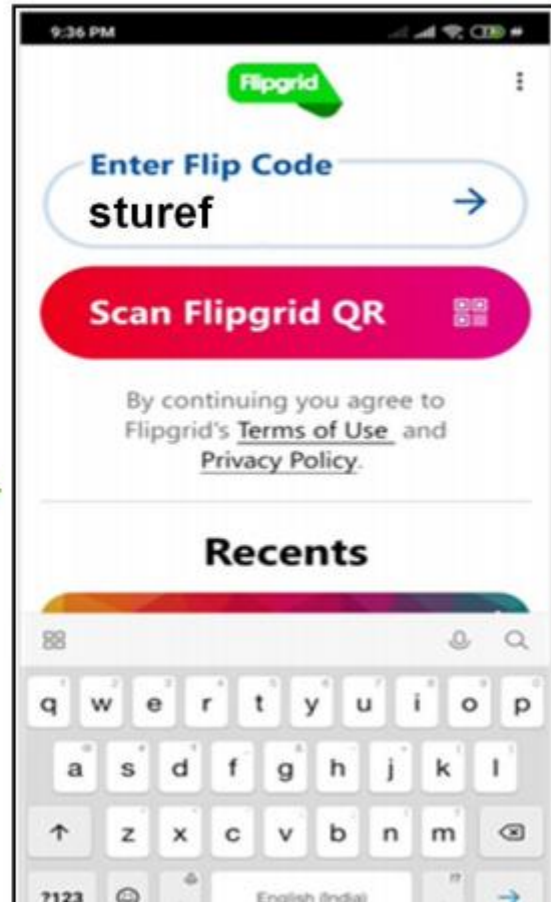 9:36 PM
Flipgrid
Enter Flip Code
sturef
Scan Flipgrid QR
By continuing you agree to
Flipgrid's Terms of Use and
Privacy Policy.
Recents
q w e r t y u i o p
a s d f g h j k l
z x c v b n m
?123 English (India)